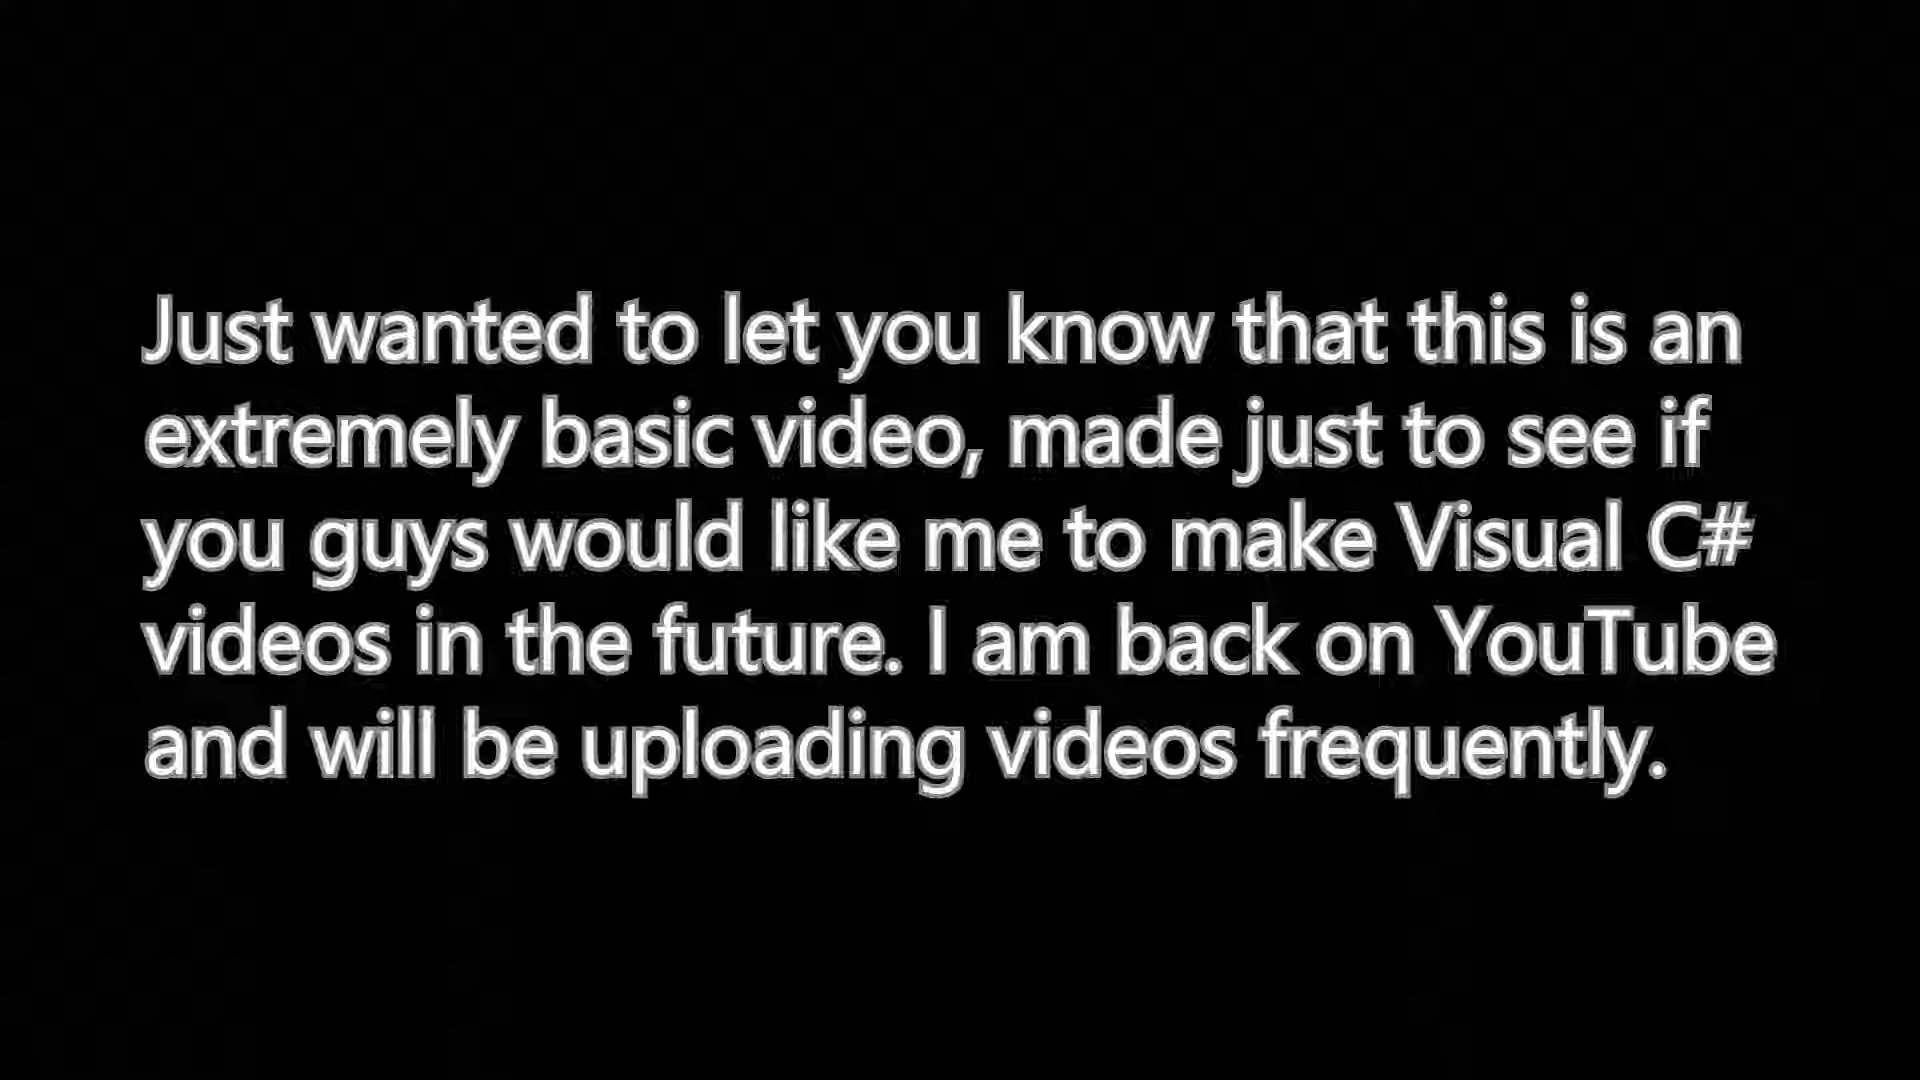 Just wanted to let you know that this is an
extremely basic video, made just to see if
you guys would like me to make Visual C#
videos in the future. I am back on YouTube
and will be uploading videos frequently.